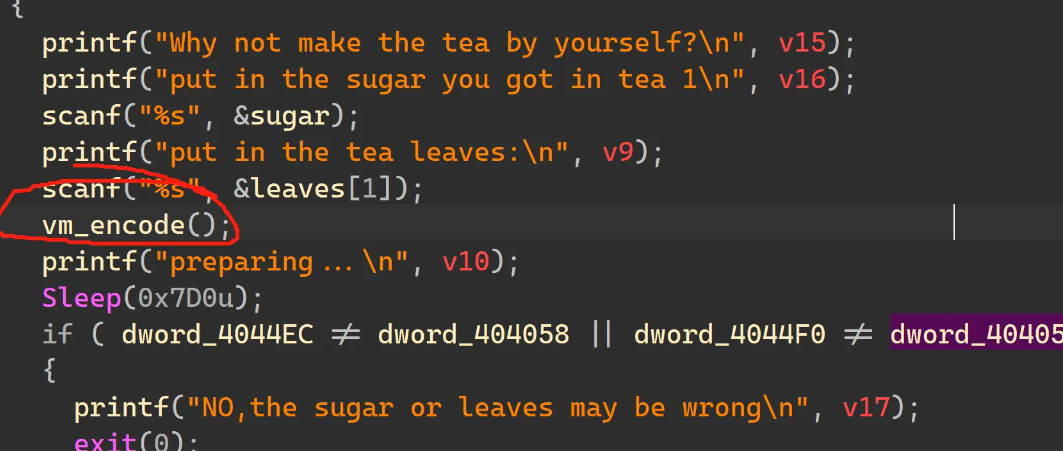 {
printf("Why not make the tea by yourself?\n", v15);
printf("put in the sugar you got in tea 1\n", v16);
scanf("%s", &sugar);
printf("put in the tea leaves:\n", v9);
scanf("%s", &leaves[1]);
vm_encode();
printf("preparing...\n", v10);
Sleep(0x7D0u);
if ( dword_4044EC ≠ dword_404058 || dword_4044F0 ≠ dword_40405
{
printf("NO,the sugar or leaves may be wrong\n", v17);
exit(0);